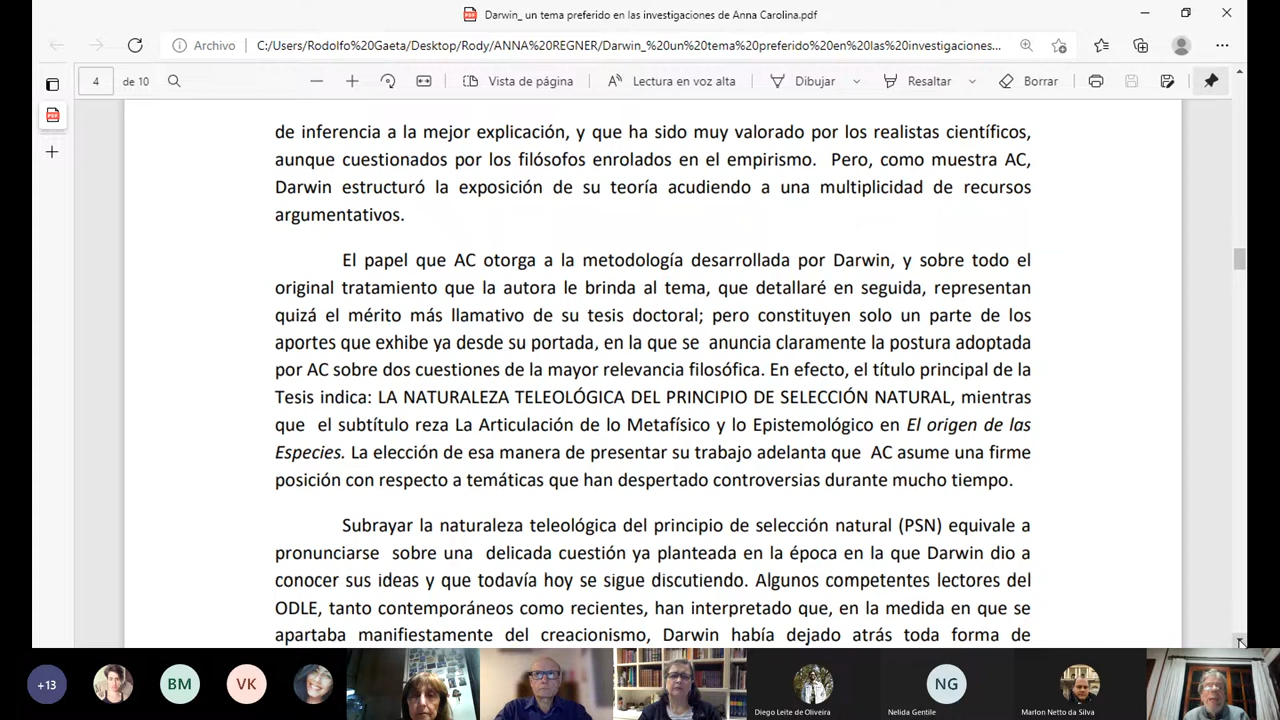 Darwin_ un tema preferido en las investigaciones de Anna Carolina.pdf
Archivo C:/Users/Rodolfo%20Gaeta/Desktop/Rody/ANNA%20REGNER/Darwin_%20un%20tema%20preferido%20en%20las%20investigaciones...
4 de 10 Vista de página Lectura en voz alta Dibujar Resaltar Borrar
de inferencia a la mejor explicación, y que ha sido muy valorado por los realistas científicos,
aunque cuestionados por los filósofos enrolados en el empirismo. Pero, como muestra AC,
Darwin estructuró la exposición de su teoría acudiendo a una multiplicidad de recursos
argumentativos.
El papel que AC otorga a la metodología desarrollada por Darwin, y sobre todo el
original tratamiento que la autora le brinda al tema, que detallaré en seguida, representan
quizá el mérito más llamativo de su tesis doctoral; pero constituyen solo un parte de los
aportes que exhibe ya desde su portada, en la que se anuncia claramente la postura adoptada
por AC sobre dos cuestiones de la mayor relevancia filosófica. En efecto, el título principal de la
Tesis indica: LA NATURALEZA TELEOLÓGICA DEL PRINCIPIO DE SELECCIÓN NATURAL, mientras
que el subtítulo reza La Articulación de lo Metafísico y lo Epistemológico en El origen de las
Especies. La elección de esa manera de presentar su trabajo adelanta que AC asume una firme
posición con respecto a temáticas que han despertado controversias durante mucho tiempo.
Subrayar la naturaleza teleológica del principio de selección natural (PSN) equivale a
pronunciarse sobre una delicada cuestión ya planteada en la época en la que Darwin dio a
conocer sus ideas y que todavía hoy se sigue discutiendo. Algunos competentes lectores del
ODLE, tanto contemporáneos como recientes, han interpretado que, en la medida en que se
apartaba manifiestamente del creacionismo, Darwin había dejado atrás toda forma de
+13 BM VK NG
Diego Leite de Oliveira Nelida Gentile Marlon Netto da Silva